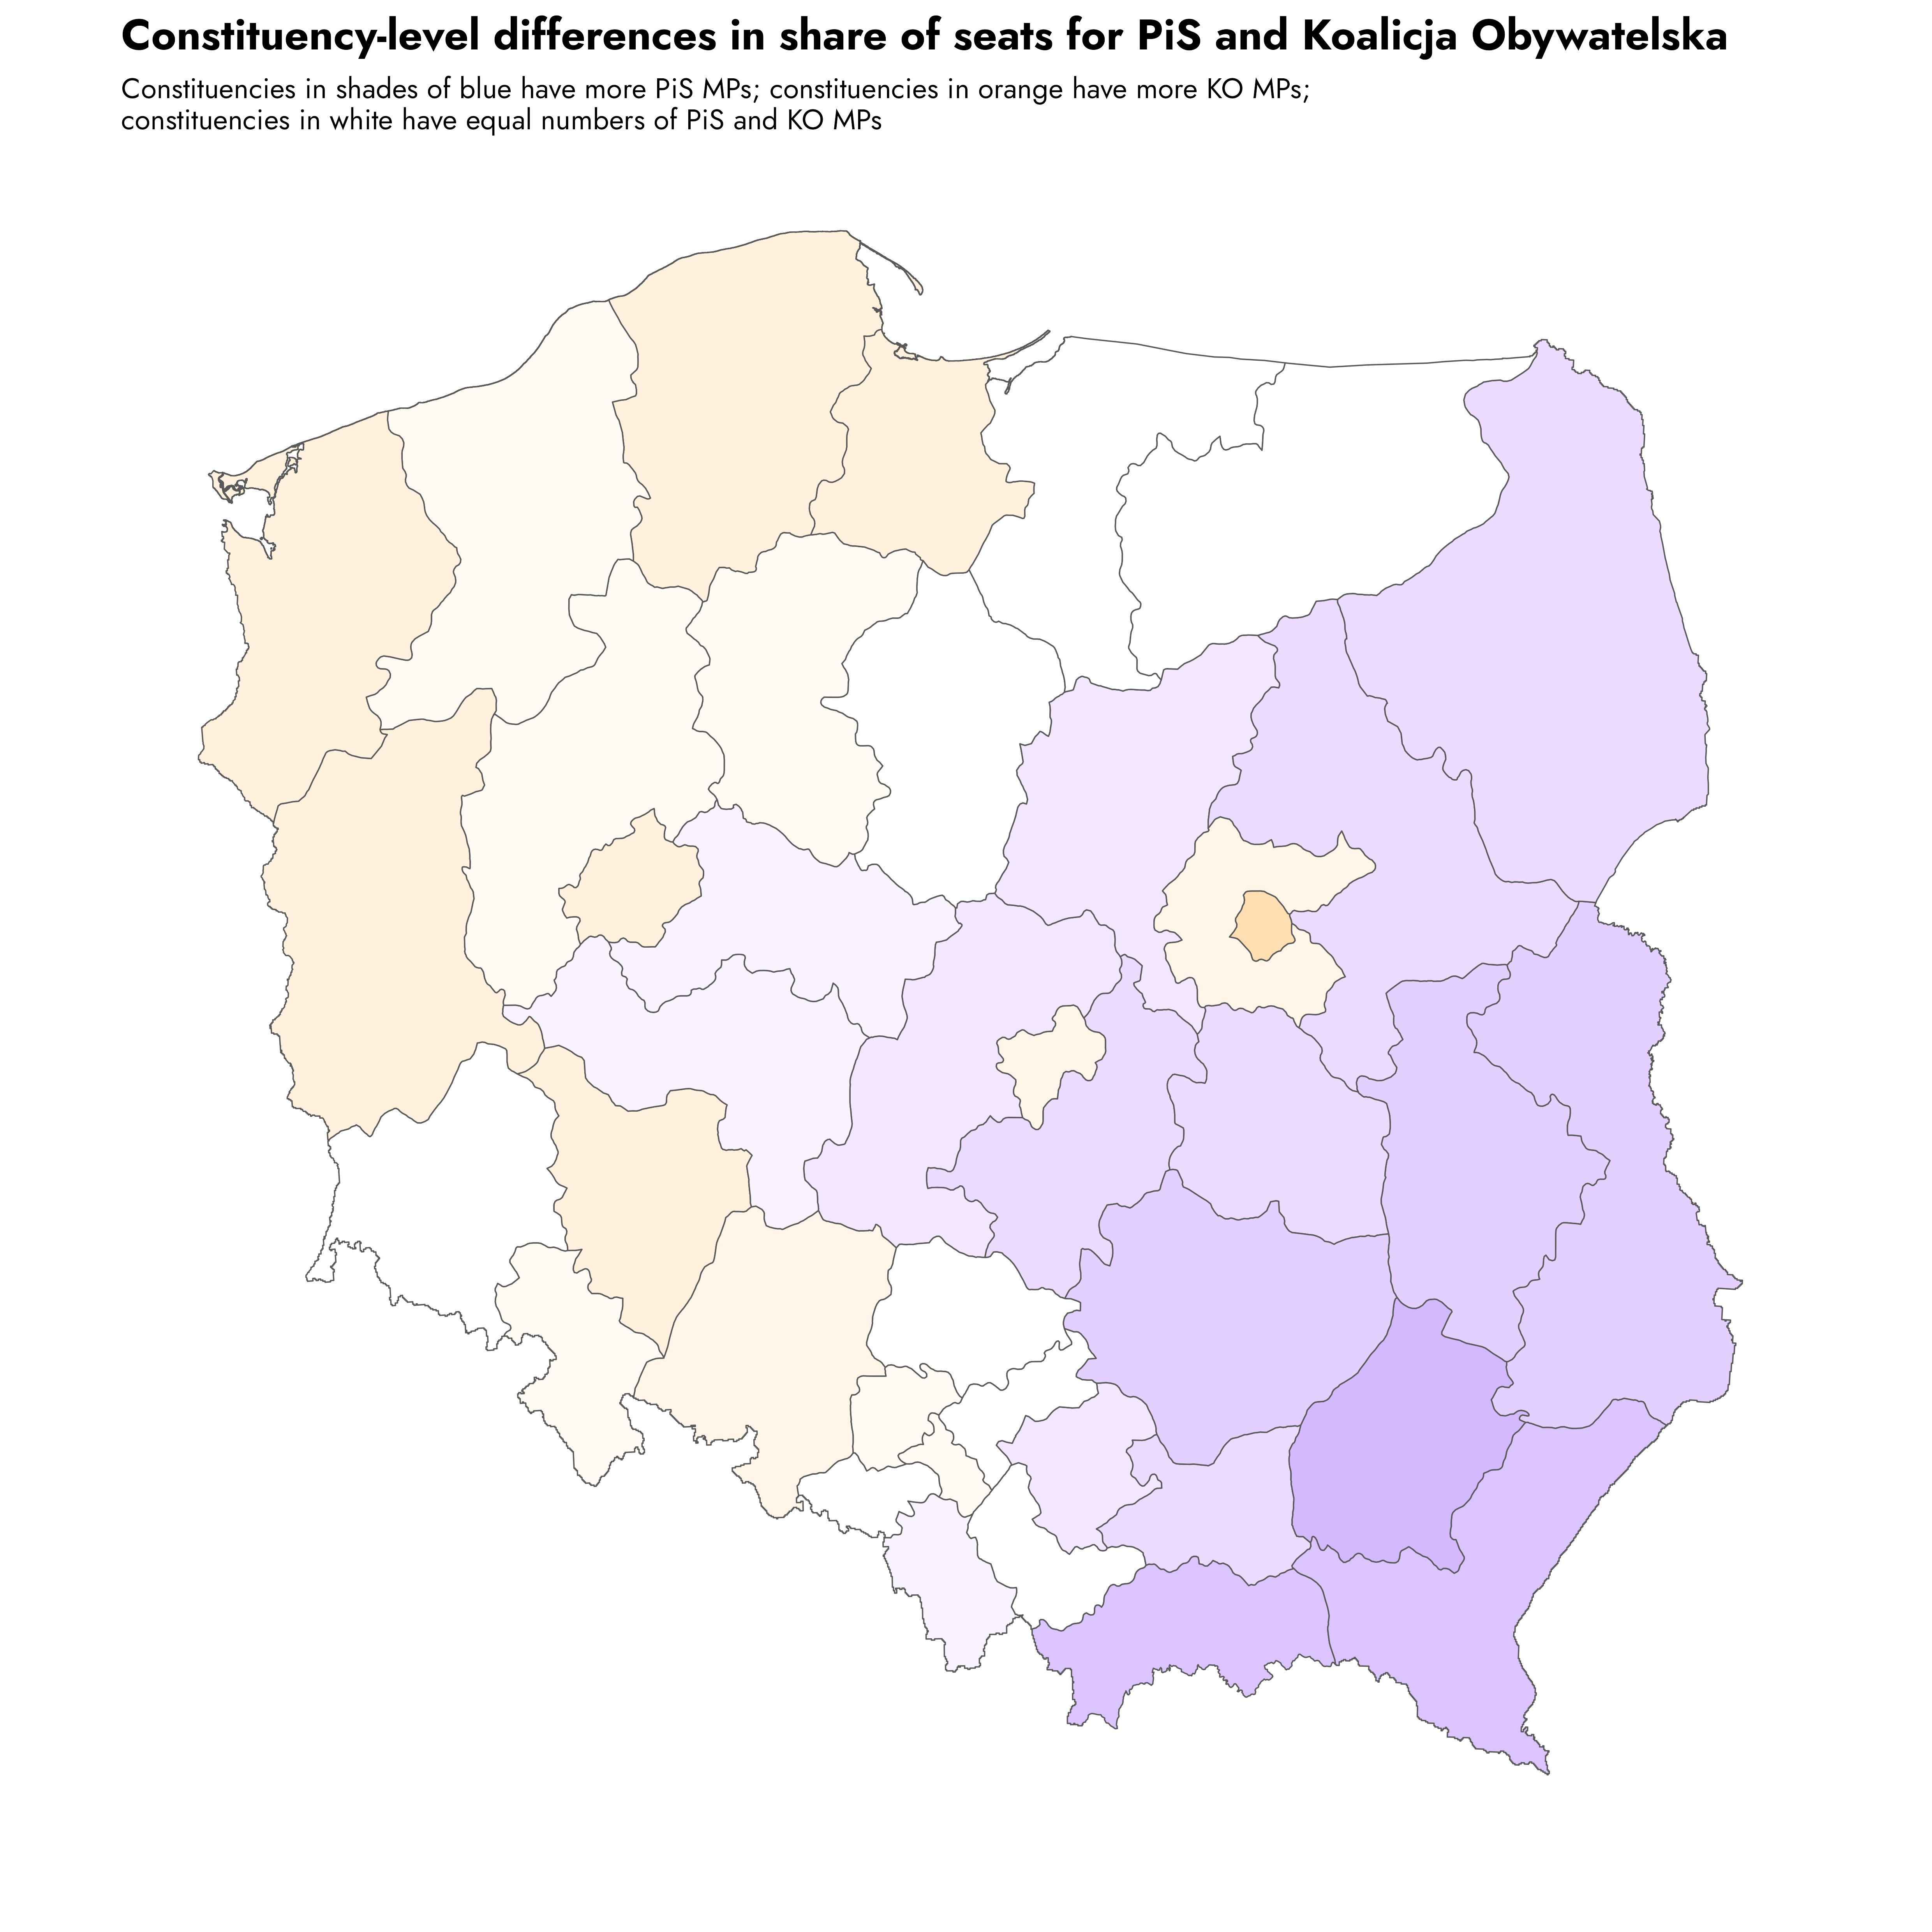 Constituency-level differences in share of seats for PiS and Koalicja Obywatelska
Constituencies in shades of blue have more PiS MPs; constituencies in orange have more KO MPs;
constituencies in white have equal numbers of PiS and KO MPs